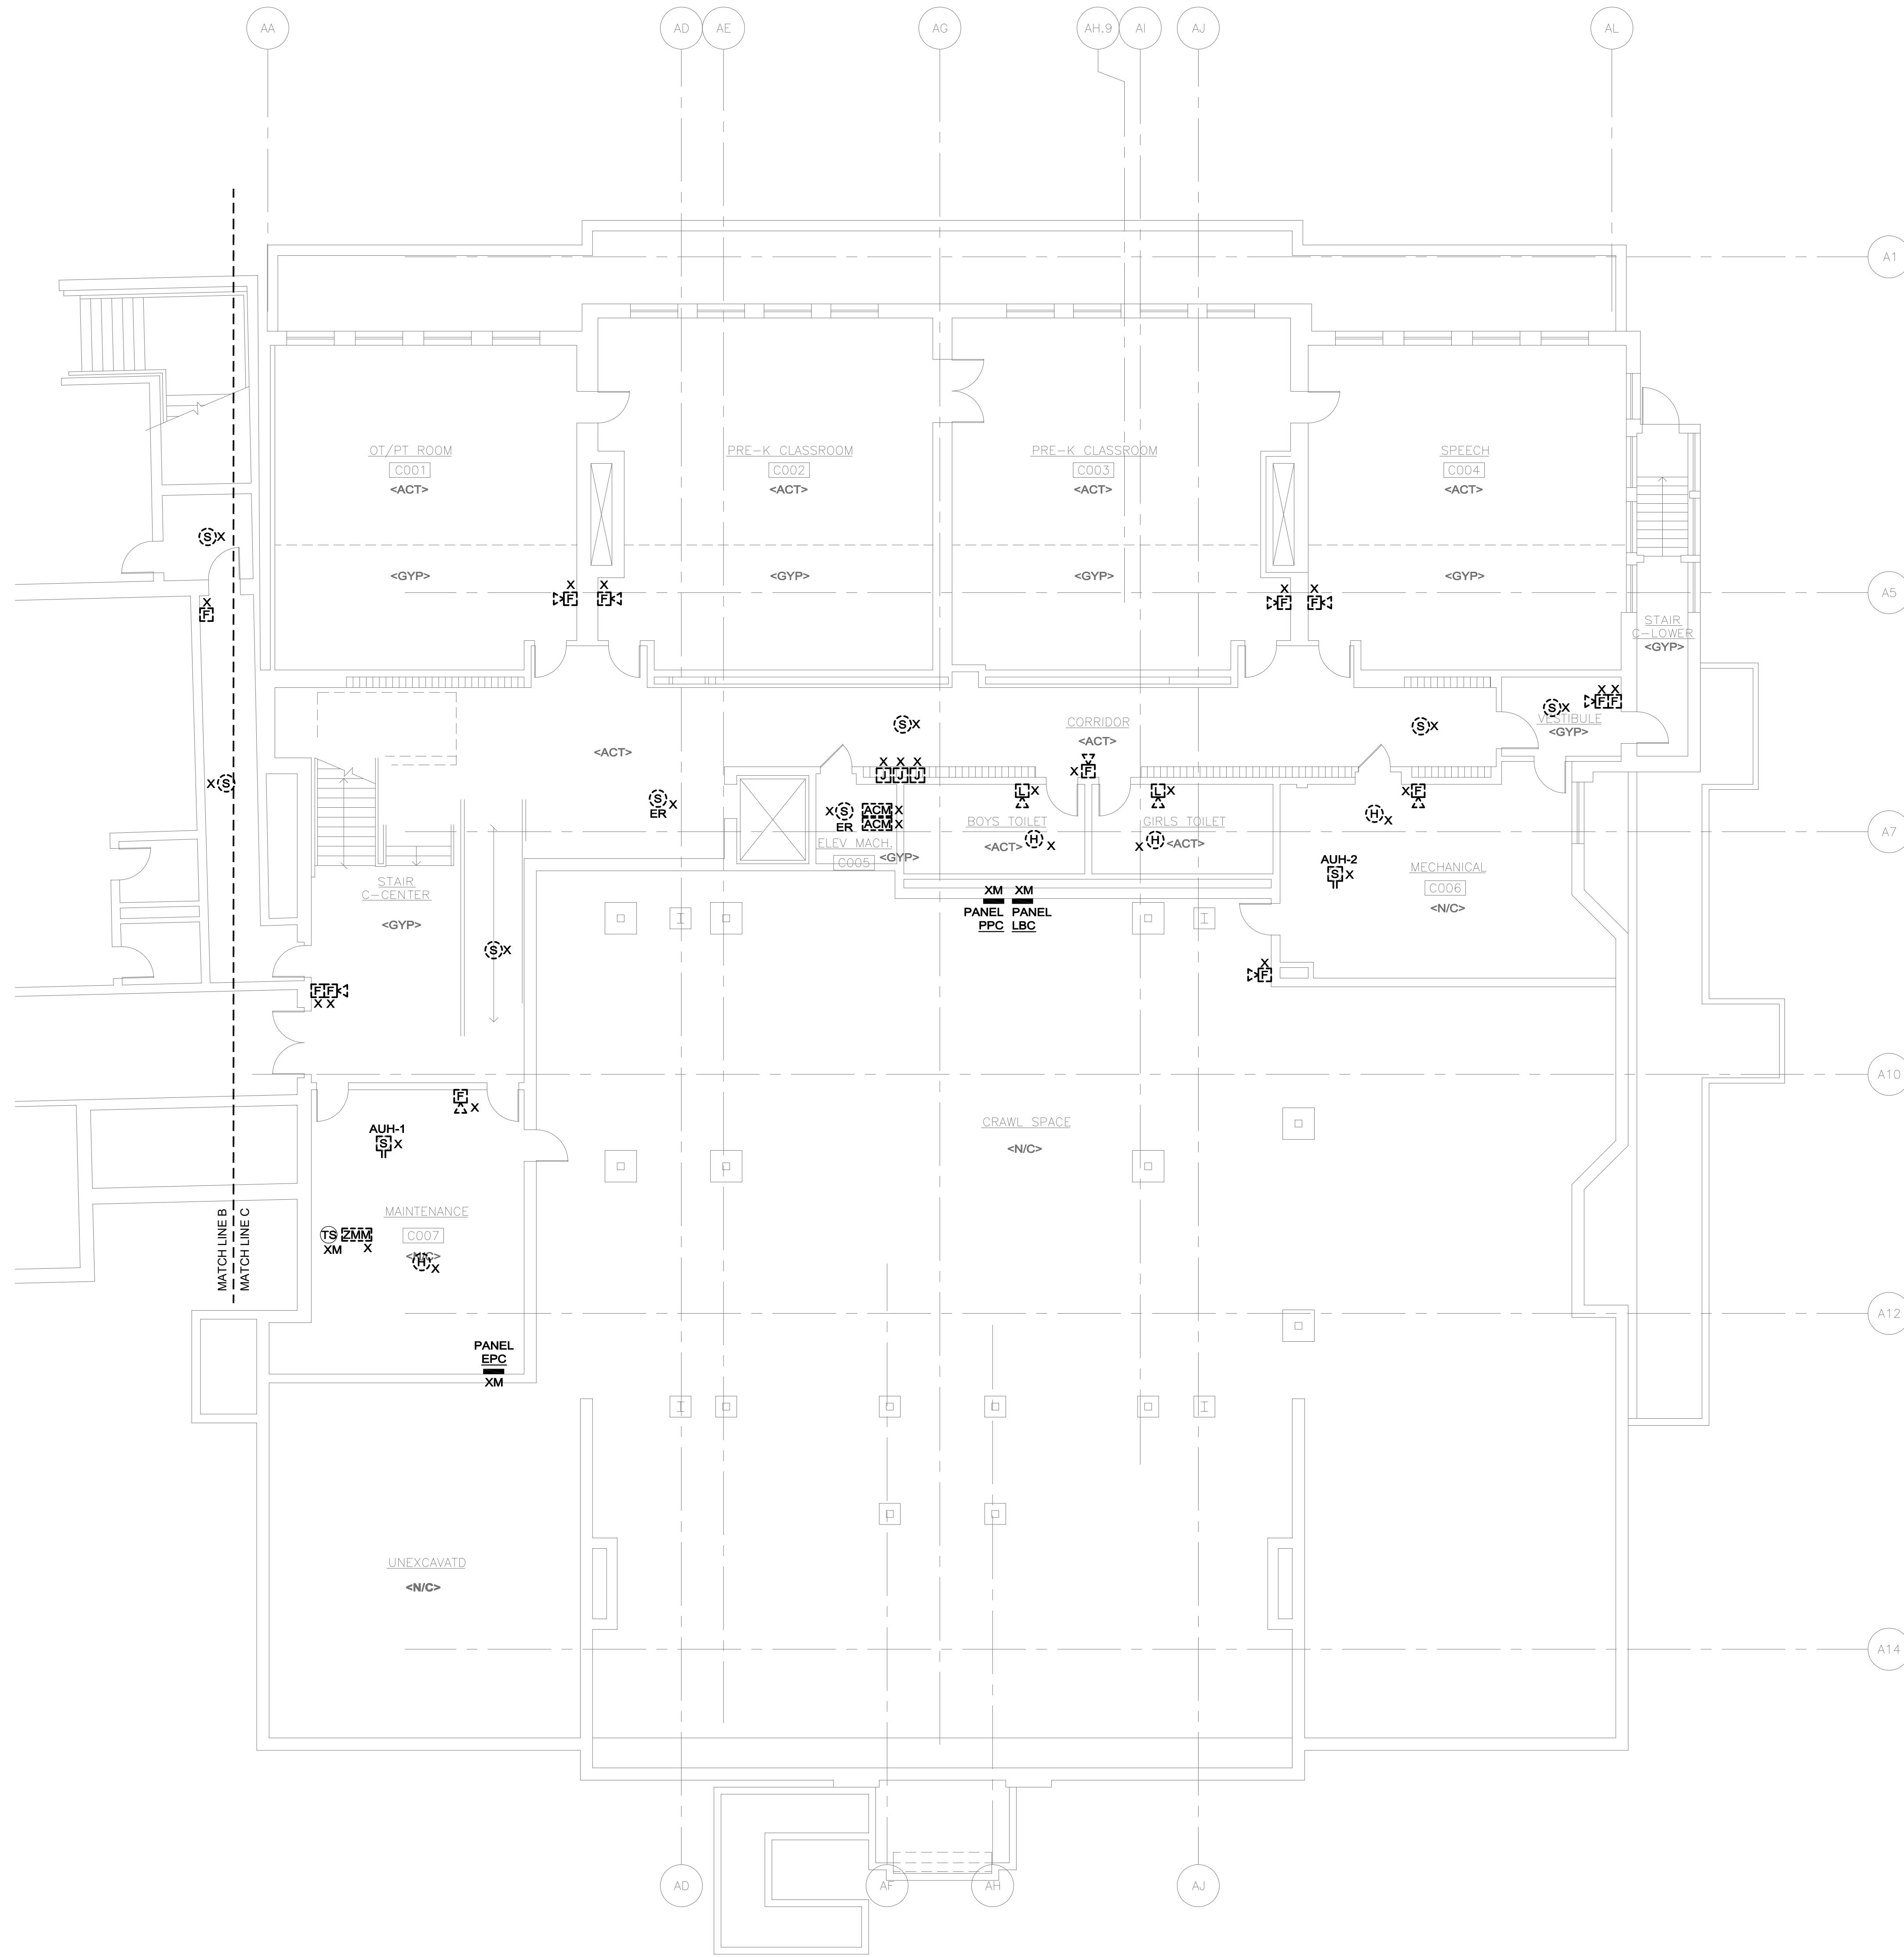 AA
AD
AE
AG
AH.9
AI
AJ
AL
A1
OT/PT ROOM
C001
<ACT>
PRE-K CLASSROOM
C002
<ACT>
PRE-K CLASSROOM
C003
<ACT>
SPEECH
C004
<ACT>
S X
<GYP>
<GYP>
<GYP>
<GYP>
A5
X
F
X
F
X
F
X
F
X
F
STAIR
C-LOWER
<GYP>
X X
F F
S X
VESTIBULE
<GYP>
S X
CORRIDOR
<ACT>
S X
<ACT>
X X X
J J J
X F
X S
S X
ER
X S
ER
ACM X
ACM X
L X
L X
X F
H X
BOYS TOILET
<ACT>
H X
GIRLS TOILET
<ACT>
X H
A7
ELEV MACH.
C005
<GYP>
AUH-2
S X
MECHANICAL
C006
<N/C>
STAIR
C-CENTER
<GYP>
XM
XM
PANEL
PPC
PANEL
LBC
S X
X
F
F F
X X
A10
F
X
AUH-1
S X
CRAWL SPACE
<N/C>
MAINTENANCE
C007
<N/C>
MATCH LINE B
MATCH LINE C
TS
XM
ZMM
X
H X
A12
PANEL
EPC
XM
UNEXCAVATD
<N/C>
A14
AD
AF
AH
AJ